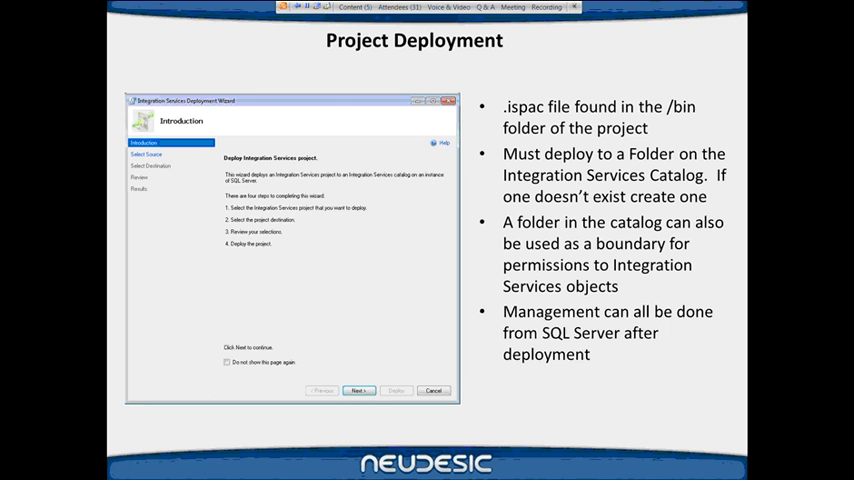 Content (5) Attendees (31) Voice & Video Q & A Meeting Recording
Project Deployment
Integration Services Deployment Wizard
Introduction
Introduction
Help
Select Source
Select Destination
Review
Results
Deploy Integration Services project.
This wizard deploys an Integration Services project to an Integration Services catalog on an instance
of SQL Server.
There are four steps to completing this wizard:
1. Select the Integration Services project that you want to deploy.
2. Select the project destination.
3. Review your selections.
4. Deploy the project.
Click Next to continue.
Do not show this page again
< Previous Next > Deploy Cancel
• .ispac file found in the /bin
folder of the project
• Must deploy to a Folder on the
Integration Services Catalog. If
one doesn't exist create one
• A folder in the catalog can also
be used as a boundary for
permissions to Integration
Services objects
• Management can all be done
from SQL Server after
deployment
NEUDESIC